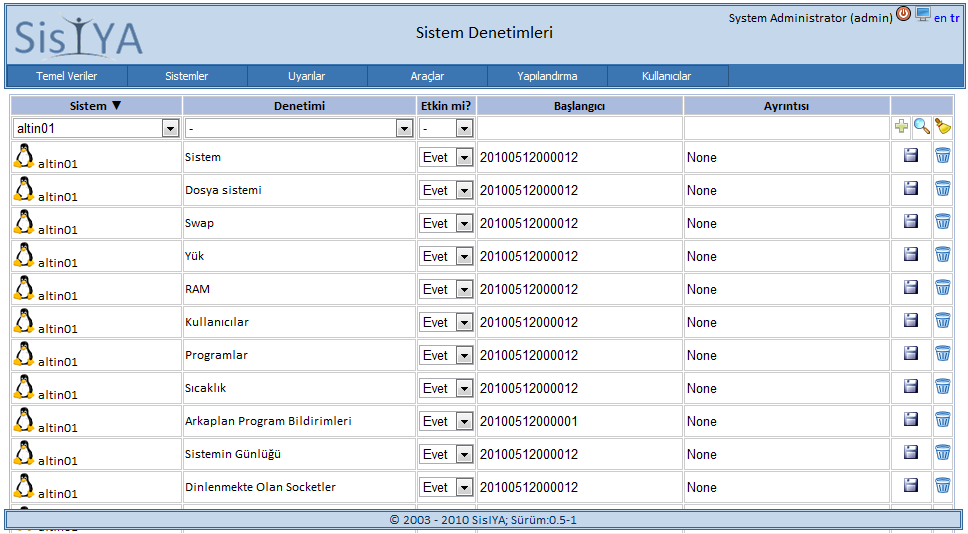 SisIYA
Sistem Denetimleri
System Administrator (admin) en tr
Temel Veriler Sistemler Uyarılar Araçlar Yapılandırma Kullanıcılar
Sistem ▼ Denetimi Etkin mi? Başlangıcı Ayrıntısı
altin01 - -
altin01 Sistem Evet 20100512000012 None
altin01 Dosya sistemi Evet 20100512000012 None
altin01 Swap Evet 20100512000012 None
altin01 Yük Evet 20100512000012 None
altin01 RAM Evet 20100512000012 None
altin01 Kullanıcılar Evet 20100512000012 None
altin01 Programlar Evet 20100512000012 None
altin01 Sıcaklık Evet 20100512000012 None
altin01 Arkaplan Program Bildirimleri Evet 20100512000001 None
altin01 Sistemin Günlüğü Evet 20100512000012 None
altin01 Dinlenmekte Olan Socketler Evet 20100512000012 None
© 2003 - 2010 SisIYA; Sürüm:0.5-1